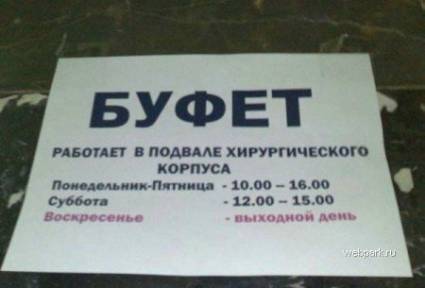 БУФЕТ
РАБОТАЕТ В ПОДВАЛЕ ХИРУРГИЧЕСКОГО
КОРПУСА
Понедельник-Пятница - 10.00 – 16.00
Суббота - 12.00 – 15.00
Воскресенье - выходной день
webpark.ru